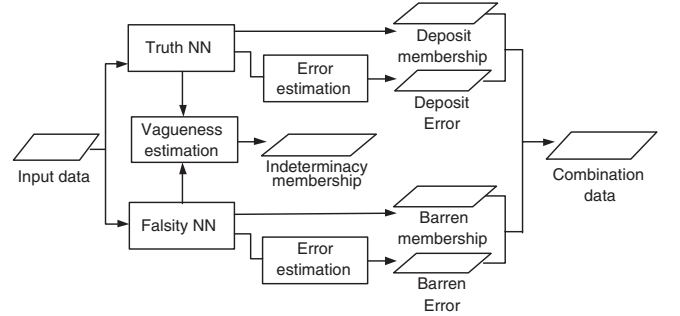 Truth NN
Error
estimation
Deposit
membership
Deposit
Error
Vagueness
estimation
Input data
Indeterminacy
membership
Combination
data
Falsity NN
Error
estimation
Barren
membership
Barren
Error